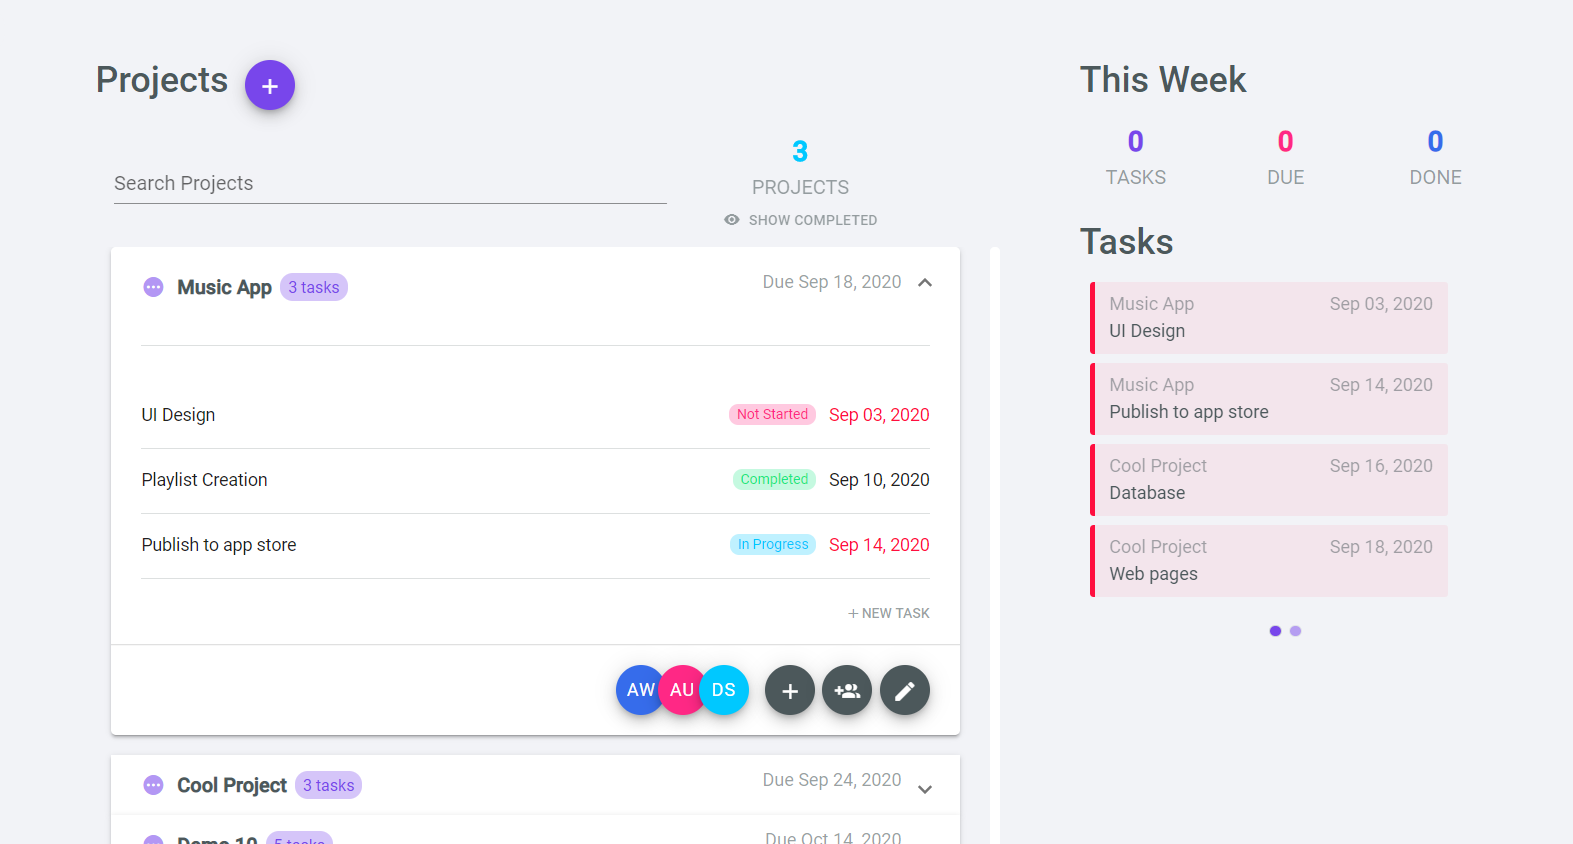 Projects
+
Search Projects
3
PROJECTS
SHOW COMPLETED
Music App 3 tasks Due Sep 18, 2020
UI Design Not Started Sep 03, 2020
Playlist Creation Completed Sep 10, 2020
Publish to app store In Progress Sep 14, 2020
+ NEW TASK
AW AU DS +
Cool Project 3 tasks Due Sep 24, 2020
Demo 10 5 tasks Due Oct 14, 2020
This Week
0 0 0
TASKS DUE DONE
Tasks
Music App Sep 03, 2020
UI Design
Music App Sep 14, 2020
Publish to app store
Cool Project Sep 16, 2020
Database
Cool Project Sep 18, 2020
Web pages